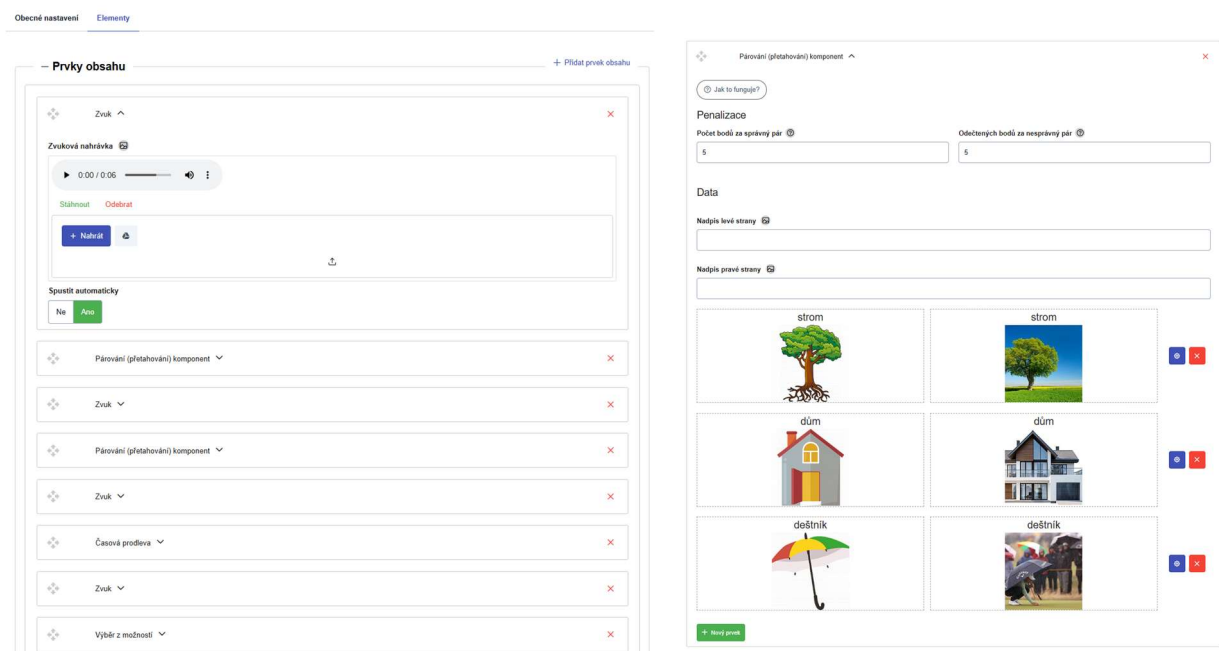 Obecné nastavení Elementy
– Prvky obsahu + Přidat prvek obsahu
Zvuk
Zvuková nahrávka
0:00 / 0:06
Stáhnout Odebrat
+ Nahrát
Spustit automaticky
Ne Ano
Párování (přetahování) komponent
Zvuk
Párování (přetahování) komponent
Zvuk
Časová prodleva
Zvuk
Výběr z možností
Párování (přetahování) komponent
Jak to funguje?
Penalizace
Počet bodů za správný pár Odečtených bodů za nesprávný pár
5 5
Data
Nadpis levé strany
Nadpis pravé strany
strom strom
dům dům
deštník deštník
+ Nový prvek